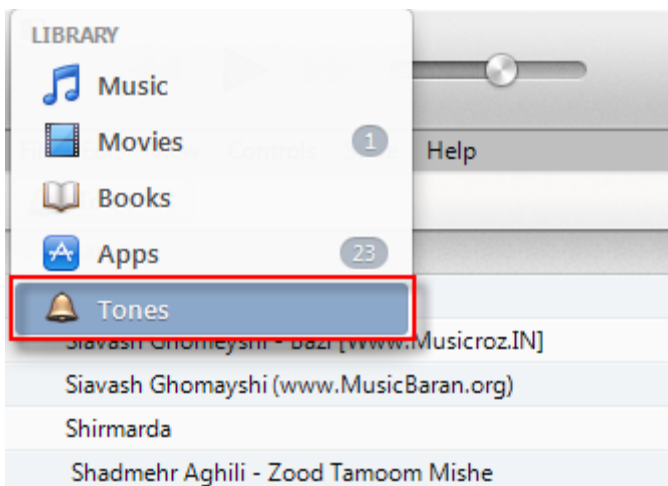 LIBRARY
Music
Movies 1
Controls Help
Books
Apps 23
Tones
Siavash Ghomeyshi - Bazi [Www.Musicroz.IN]
Siavash Ghomayshi (www.MusicBaran.org)
Shirmarda
Shadmehr Aghili - Zood Tamoom Mishe